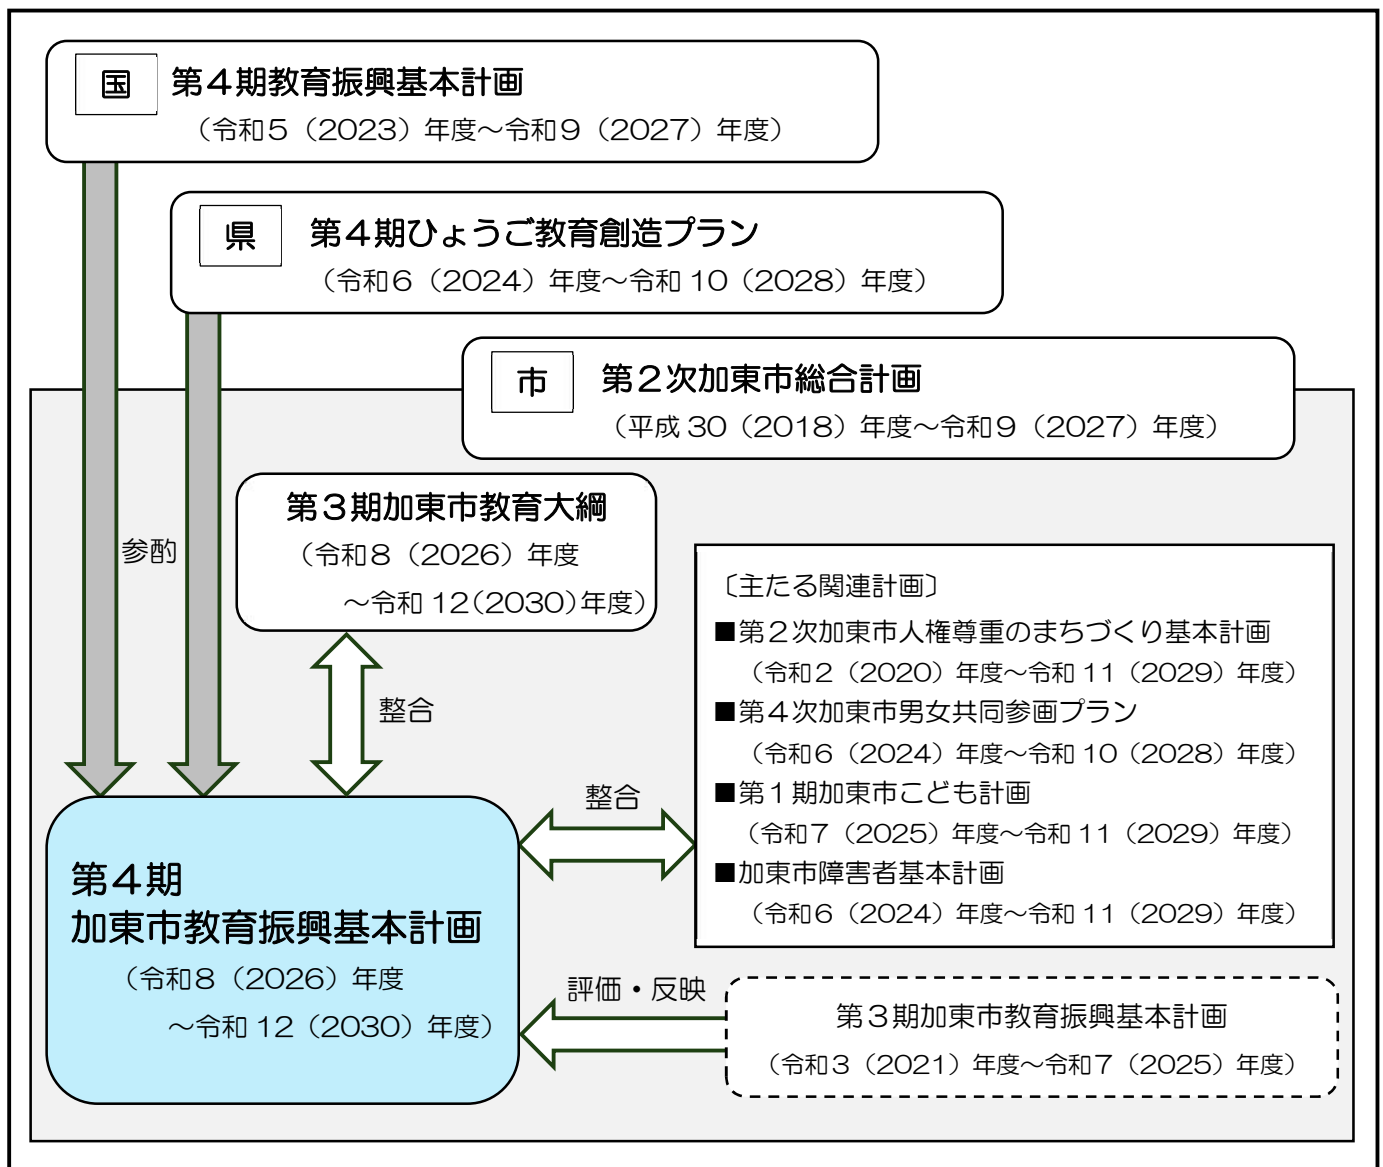 国 第４期教育振興基本計画
（令和５（2023）年度～令和９（2027）年度）
県 第４期ひょうご教育創造プラン
（令和６（2024）年度～令和 10（2028）年度）
市 第２次加東市総合計画
（平成 30（2018）年度～令和９（2027）年度）
第３期加東市教育大綱
（令和８（2026）年度
～令和 12（2030）年度）
参酌
整合
〔主たる関連計画〕
■第２次加東市人権尊重のまちづくり基本計画
（令和２（2020）年度～令和 11（2029）年度）
■第４次加東市男女共同参画プラン
（令和６（2024）年度～令和 10（2028）年度）
■第１期加東市こども計画
（令和７（2025）年度～令和 11（2029）年度）
■加東市障害者基本計画
（令和６（2024）年度～令和 11（2029）年度）
整合
第４期
加東市教育振興基本計画
（令和８（2026）年度
～令和 12（2030）年度）
評価・反映
第３期加東市教育振興基本計画
（令和３（2021）年度～令和７（2025）年度）